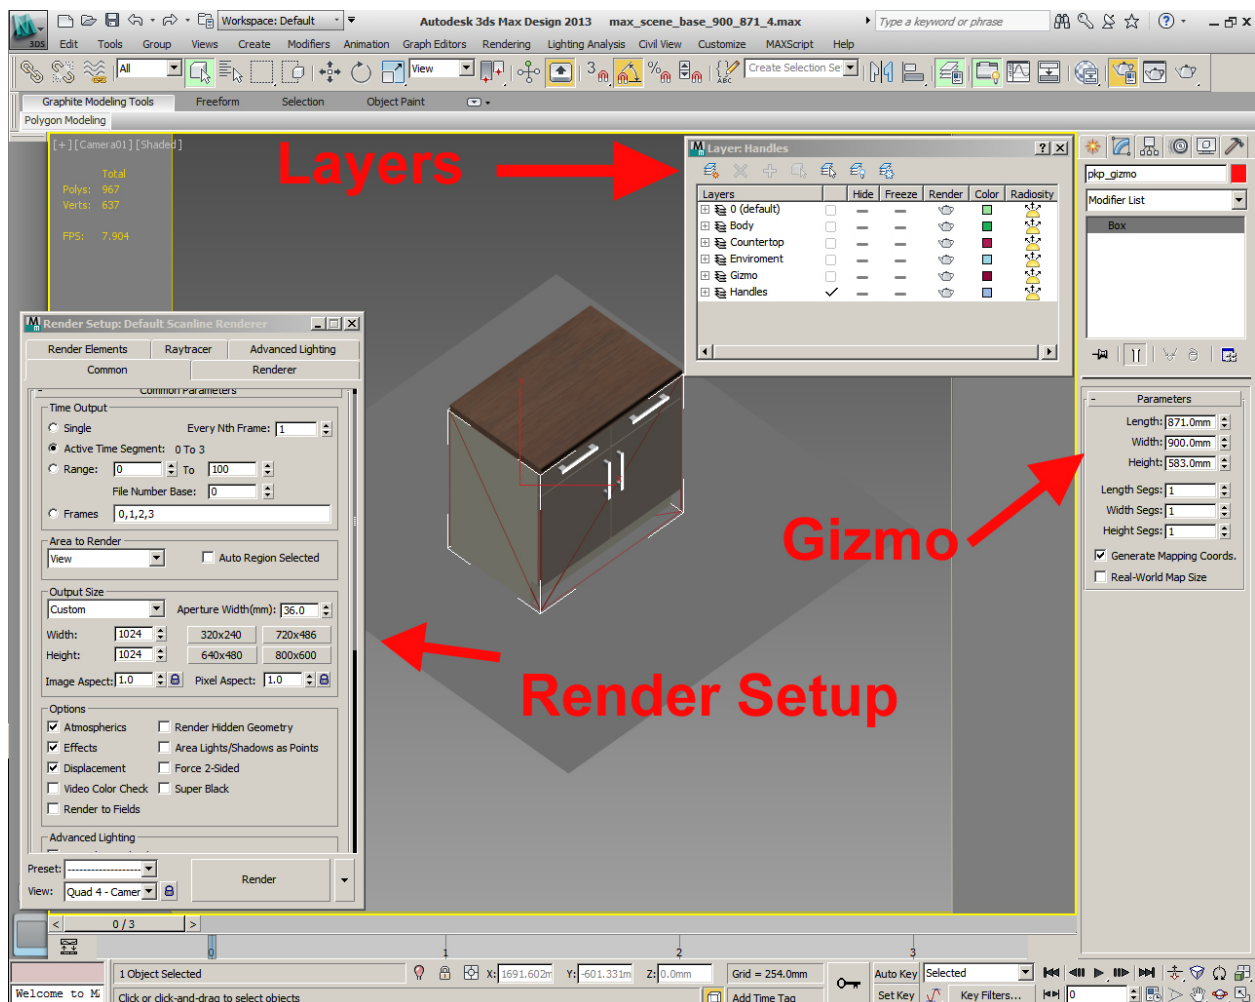 Workspace: Default
Autodesk 3ds Max Design 2013 max_scene_base_900_871_4.max
Type a keyword or phrase
3DS Edit Tools Group Views Create Modifiers Animation Graph Editors Rendering Lighting Analysis Civil View Customize MAXScript Help
All View 3 % ABC Create Selection Se
Graphite Modeling Tools Freeform Selection Object Paint
Polygon Modeling
[+][Camera01][Shaded]
Total
Polys: 967
Verts: 637
FPS: 7.904
Layers
Layer: Handles
Layers Hide Freeze Render Color Radiosity
0 (default)
Body
Countertop
Enviroment
Gizmo
Handles
pkp_gizmo
Modifier List
Box
Parameters
Length: 871.0mm
Width: 900.0mm
Height: 583.0mm
Length Segs: 1
Width Segs: 1
Height Segs: 1
Generate Mapping Coords.
Real-World Map Size
Gizmo
Render Setup
Render Setup: Default Scanline Renderer
Render Elements Raytracer Advanced Lighting
Common Renderer
Common Parameters
Time Output
Single Every Nth Frame: 1
Active Time Segment: 0 To 3
Range: 0 To 100
File Number Base: 0
Frames 0,1,2,3
Area to Render
View Auto Region Selected
Output Size
Custom Aperture Width(mm): 36.0
Width: 1024 320x240 720x486
Height: 1024 640x480 800x600
Image Aspect: 1.0 Pixel Aspect: 1.0
Options
Atmospherics Render Hidden Geometry
Effects Area Lights/Shadows as Points
Displacement Force 2-Sided
Video Color Check Super Black
Render to Fields
Advanced Lighting
Preset: --------------------
View: Quad 4 - Camer
Render
0 / 3
0 1 2 3
1 Object Selected X: 1691.602m Y: -601.331m Z: 0.0mm Grid = 254.0mm Auto Key Selected
Welcome to M Click or click-and-drag to select objects Add Time Tag Set Key Key Filters... 0